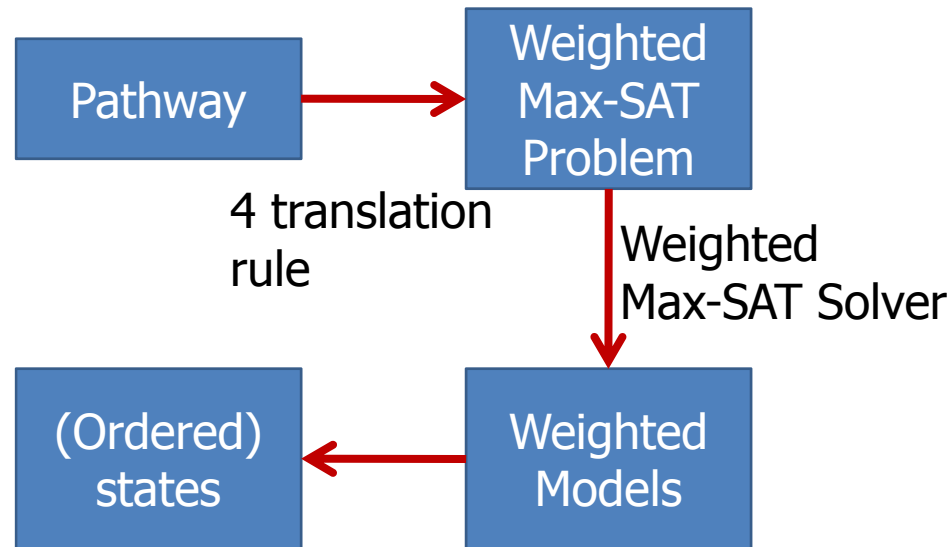 Pathway
Weighted
Max-SAT
Problem
4 translation
rule
Weighted
Max-SAT Solver
(Ordered)
states
Weighted
Models